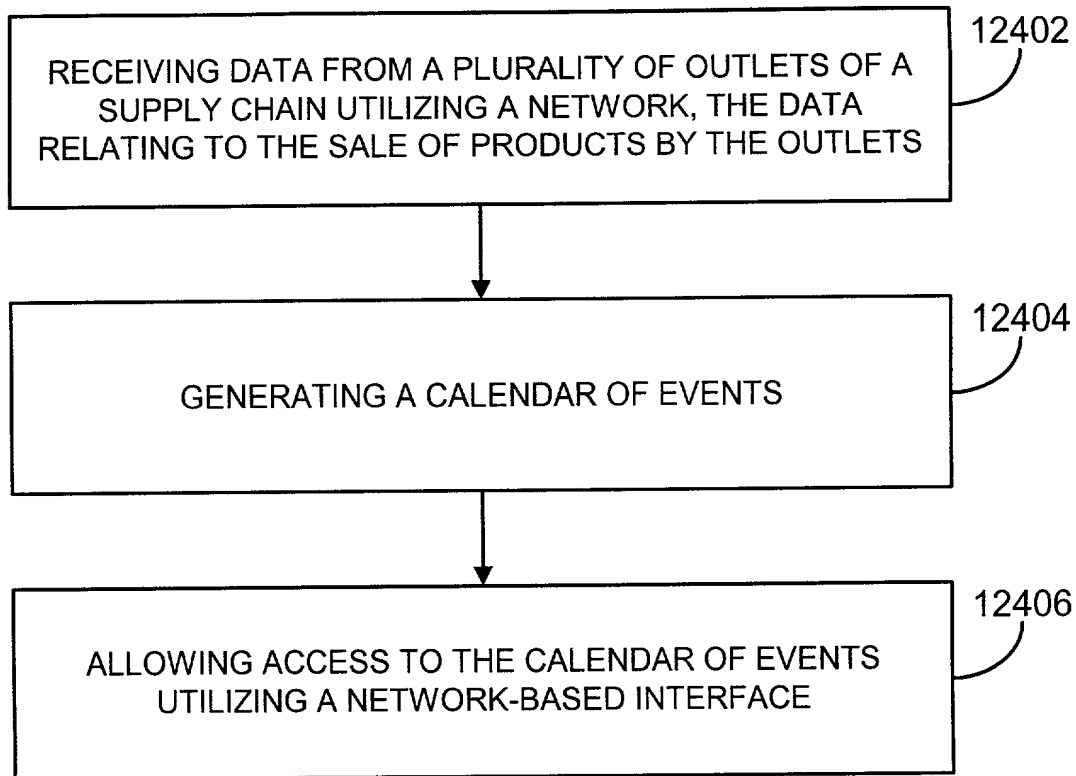 12402
RECEIVING DATA FROM A PLURALITY OF OUTLETS OF A
SUPPLY CHAIN UTILIZING A NETWORK, THE DATA
RELATING TO THE SALE OF PRODUCTS BY THE OUTLETS
12404
GENERATING A CALENDAR OF EVENTS
12406
ALLOWING ACCESS TO THE CALENDAR OF EVENTS
UTILIZING A NETWORK-BASED INTERFACE